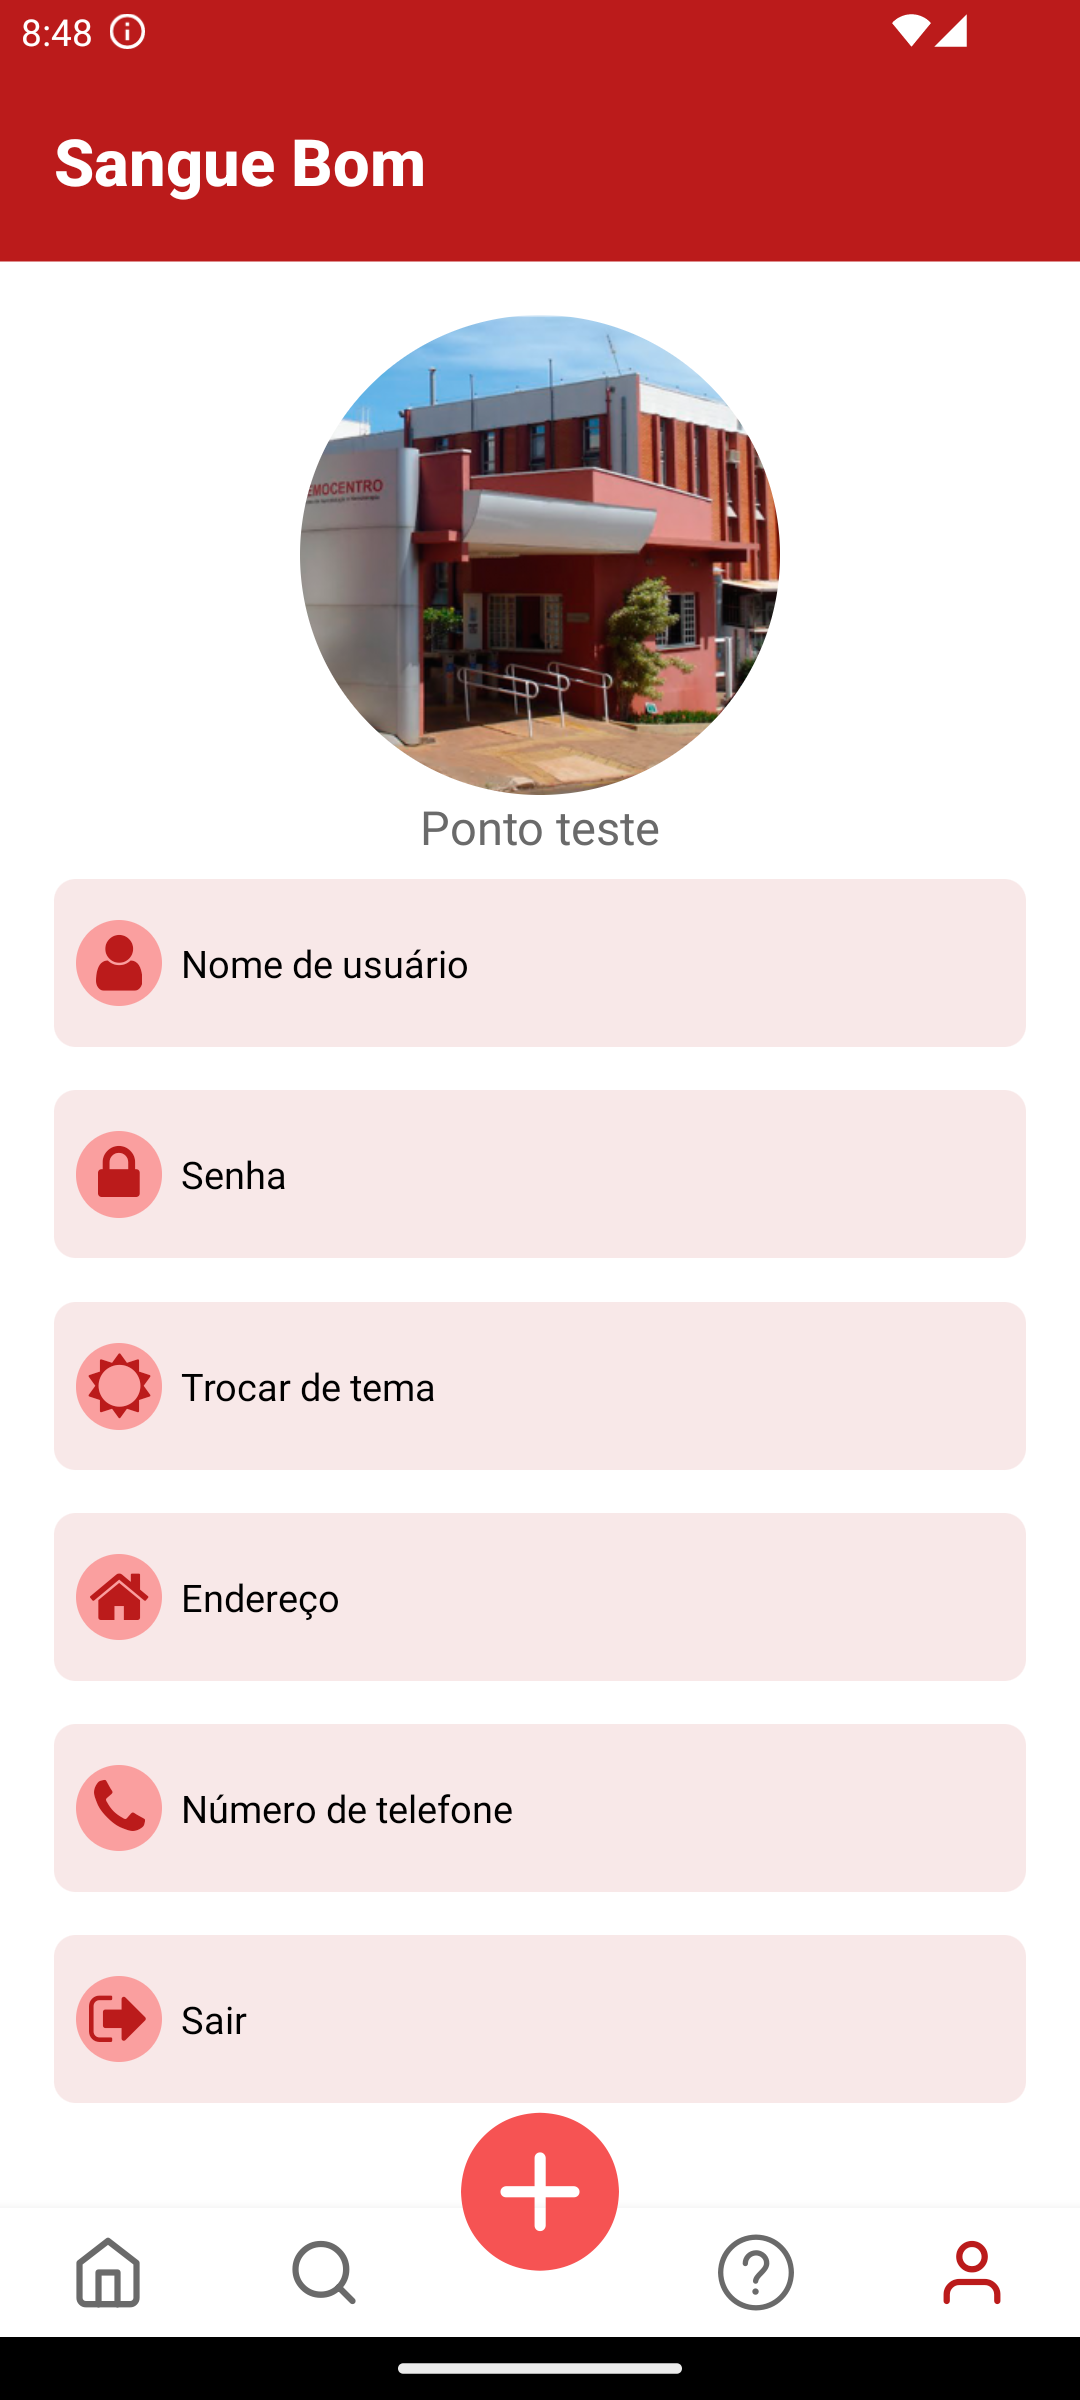 8:48
Sangue Bom
EMOCENTRO
Ponto teste
Nome de usuário
Senha
Trocar de tema
Endereço
Número de telefone
Sair